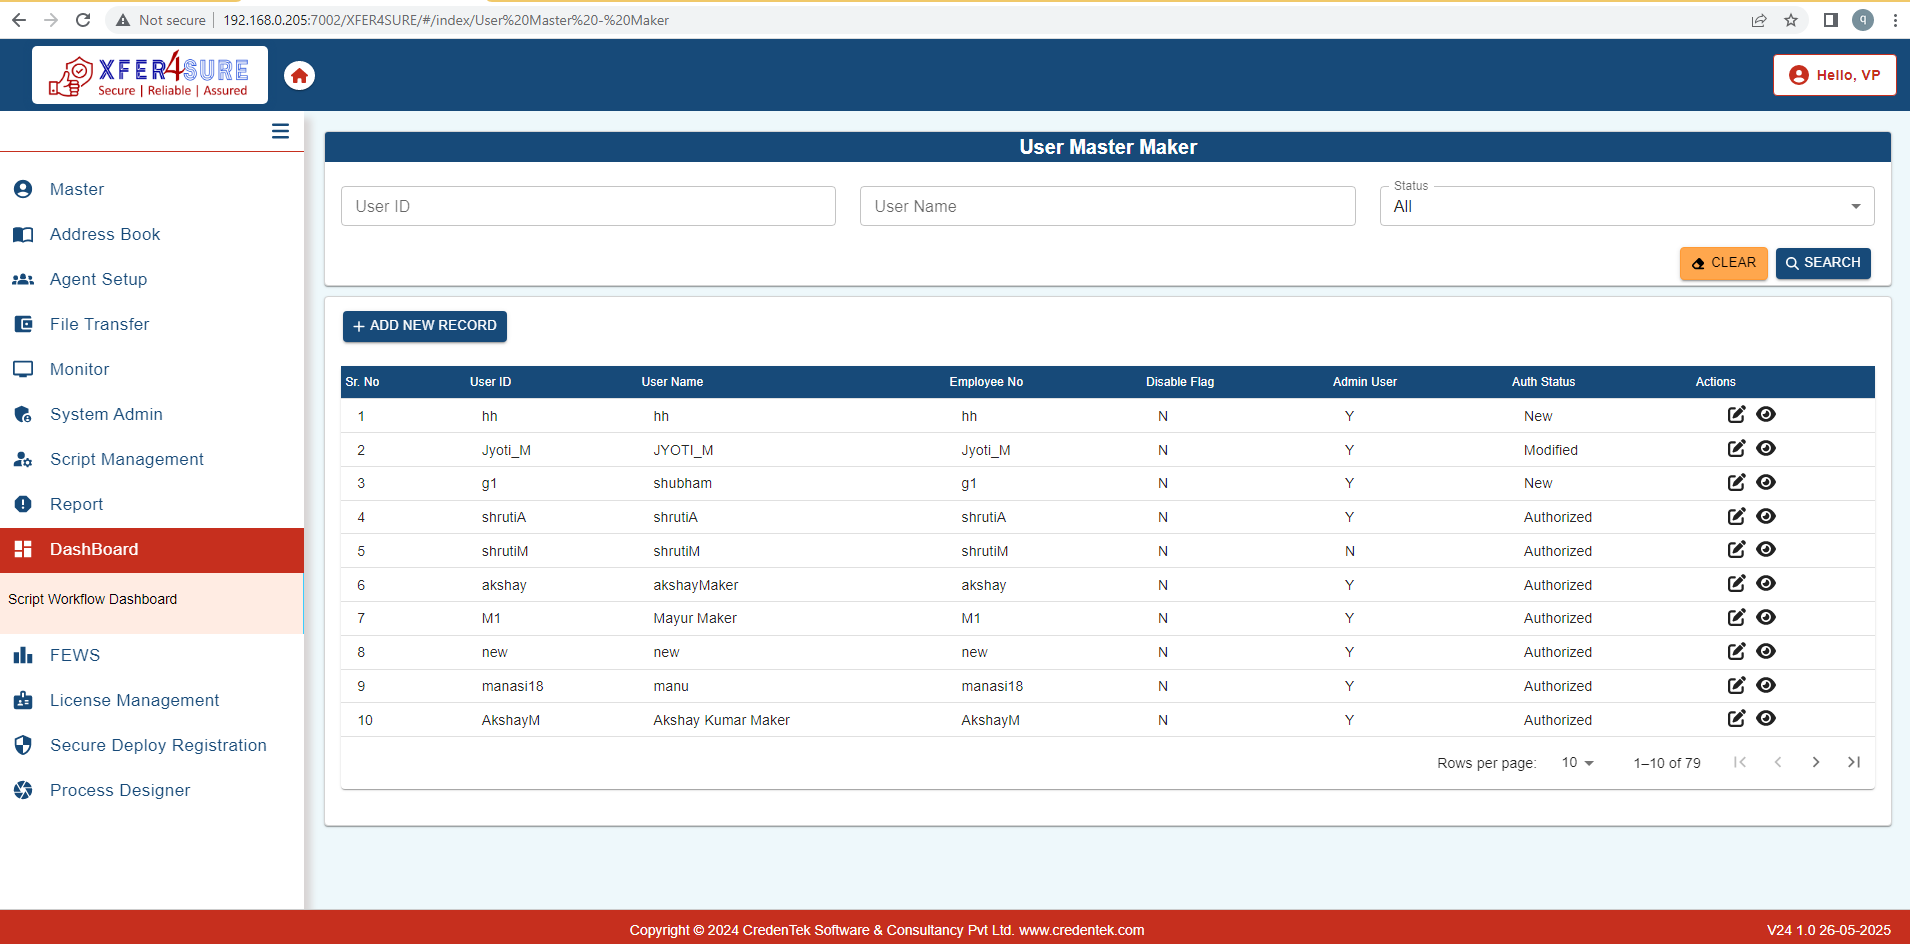 Not secure
192.168.0.205:7002/XFER4SURE/#/index/User%20Master%20-%20Maker
q
XFER4SURE
Secure | Reliable | Assured
Hello, VP
Master
Address Book
Agent Setup
File Transfer
Monitor
System Admin
Script Management
Report
DashBoard
Script Workflow Dashboard
FEWS
License Management
Secure Deploy Registration
Process Designer
User Master Maker
User ID
User Name
Status
All
CLEAR
SEARCH
ADD NEW RECORD
Sr. No User ID User Name Employee No Disable Flag Admin User Auth Status Actions
1 hh hh hh N Y New
2 Jyoti_M JYOTI_M Jyoti_M N Y Modified
3 g1 shubham g1 N Y New
4 shrutiA shrutiA shrutiA N Y Authorized
5 shrutiM shrutiM shrutiM N N Authorized
6 akshay akshayMaker akshay N Y Authorized
7 M1 Mayur Maker M1 N Y Authorized
8 new new new N Y Authorized
9 manasi18 manu manasi18 N Y Authorized
10 AkshayM Akshay Kumar Maker AkshayM N Y Authorized
Rows per page: 10 1–10 of 79
Copyright © 2024 CredenTek Software & Consultancy Pvt Ltd. www.credentek.com
V24 1.0 26-05-2025